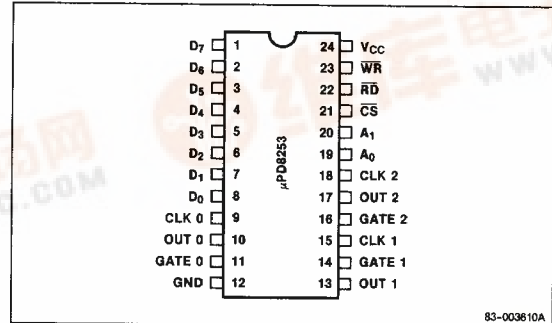 D7 1 24 VCC
D6 2 23 WR
D5 3 22 RD
D4 4 21 CS
D3 5 20 A1
D2 6 19 A0
D1 7 18 CLK 2
D0 8 17 OUT 2
CLK 0 9 16 GATE 2
OUT 0 10 15 CLK 1
GATE 0 11 14 GATE 1
GND 12 13 OUT 1
µPD8253
83-003610A